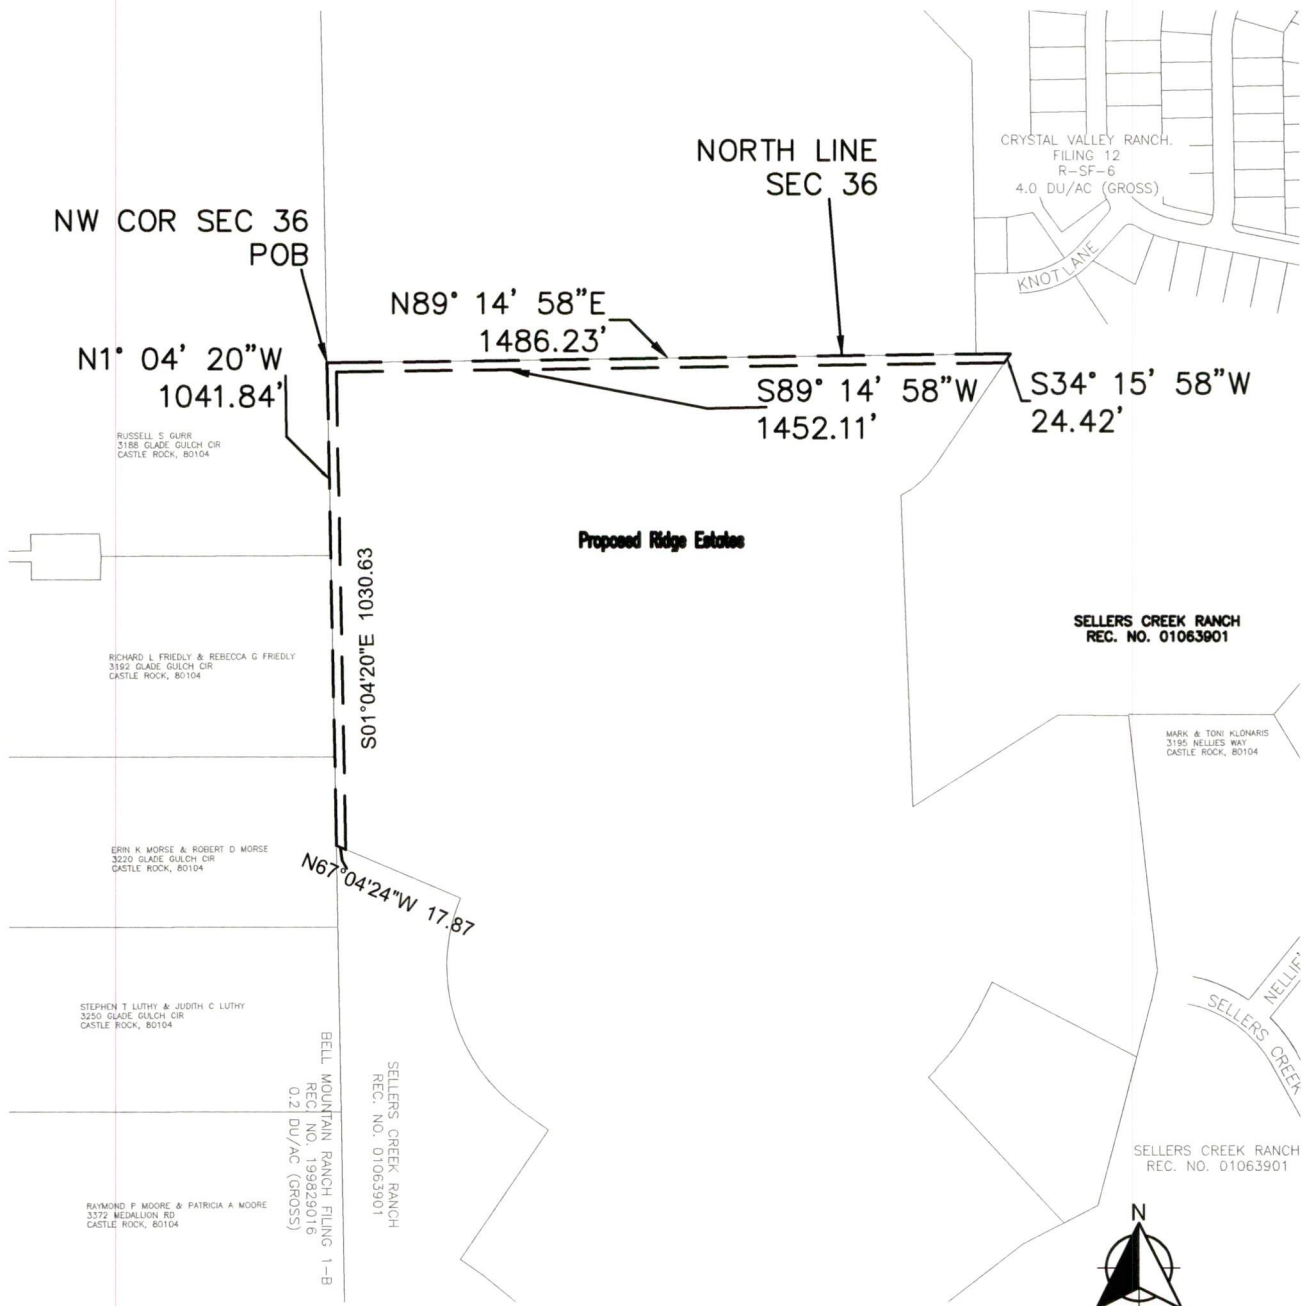 CRYSTAL VALLEY RANCH.
FILING 12
R-SF-6
4.0 DU/AC (GROSS)
KNOT LANE
NORTH LINE
SEC 36
NW COR SEC 36
POB
N89° 14' 58"E
1486.23'
N1° 04' 20"W
1041.84'
S89° 14' 58"W
1452.11'
S34° 15' 58"W
24.42'
RUSSELL S GURR
3188 GLADE GULCH CIR
CASTLE ROCK, 80104
Proposed Ridge Estates
S01°04'20"E 1030.63
SELLERS CREEK RANCH
REC. NO. 01063901
RICHARD L FRIEDLY & REBECCA G FRIEDLY
3192 GLADE GULCH CIR
CASTLE ROCK, 80104
MARK & TONI KLONARIS
3195 NELLIES WAY
CASTLE ROCK, 80104
ERIN K MORSE & ROBERT D MORSE
3220 GLADE GULCH CIR
CASTLE ROCK, 80104
N67°04'24"W 17.87
STEPHEN T LUTHY & JUDITH C LUTHY
3250 GLADE GULCH CIR
CASTLE ROCK, 80104
BELL MOUNTAIN RANCH FILING 1-B
REC. NO. 199829016
0.2 DU/AC (GROSS)
SELLERS CREEK RANCH
REC. NO. 01063901
SELLERS CREEK
SELLERS CREEK RANCH
REC. NO. 01063901
RAYMOND P MOORE & PATRICIA A MOORE
3372 MEDALLION RD
CASTLE ROCK, 80104
N